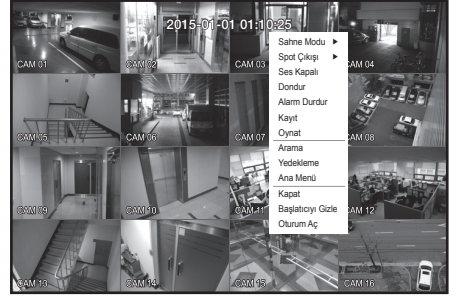 2015-01-01 01:10:25
CAM 01
CAM 02
CAM 03
CAM 04
CAM 05
CAM 06
CAM 07
CAM 08
CAM 09
CAM 10
CAM 11
CAM 12
CAM 13
CAM 14
CAM 15
CAM 16
Sahne Modu ►
Spot Çıkışı ►
Ses Kapalı
Dondur
Alarm Durdur
Kayıt
Oynat
Arama
Yedekleme
Ana Menü
Kapat
Başlatıcıyı Gizle
Oturum Aç